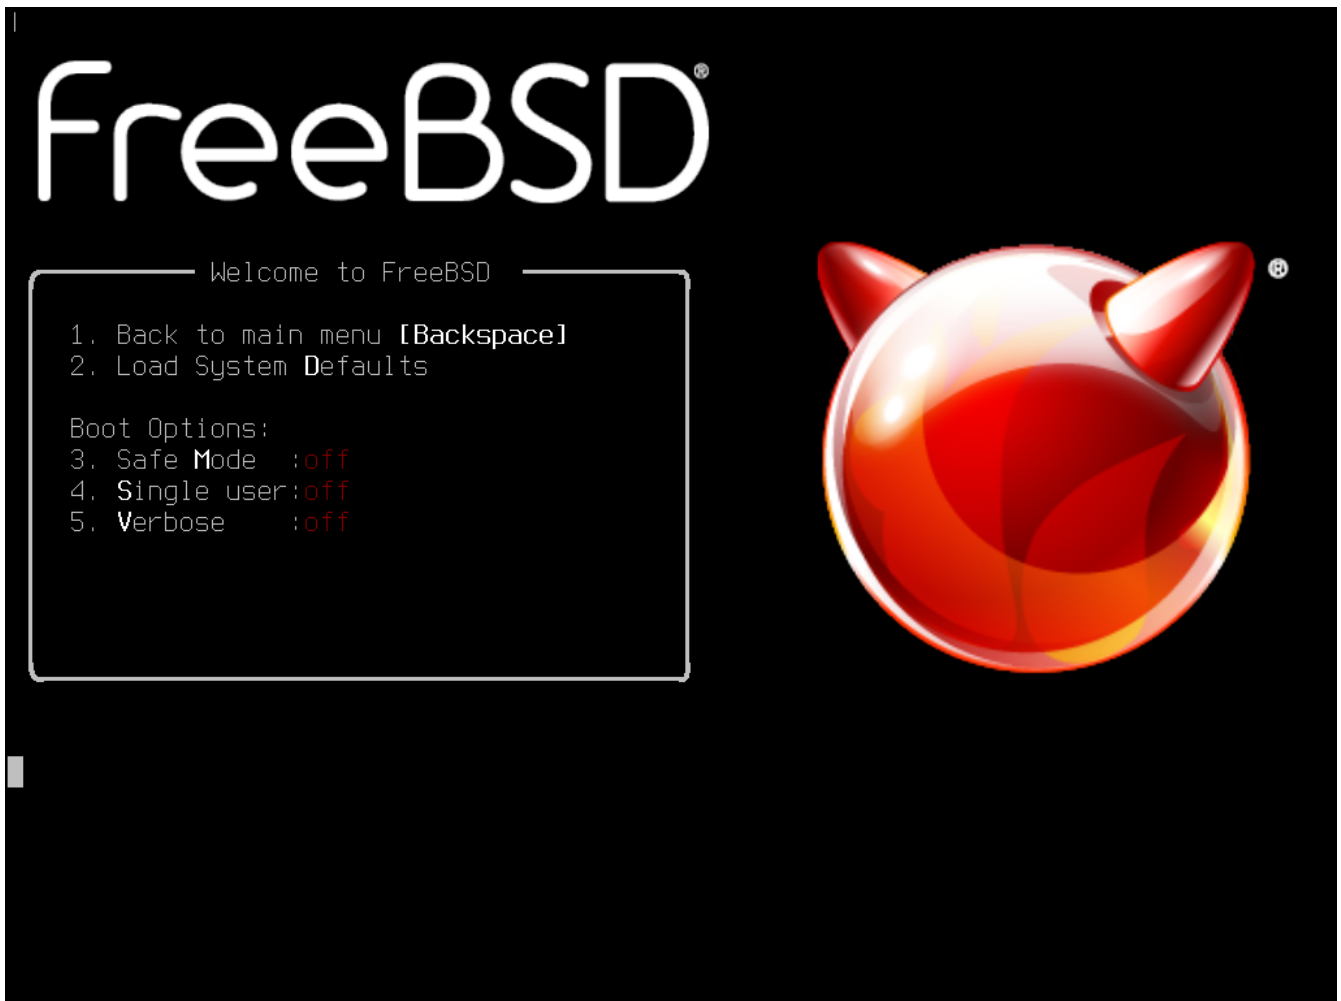 FreeBSD®
Welcome to FreeBSD
1. Back to main menu [Backspace]
2. Load System Defaults
Boot Options:
3. Safe Mode  :off
4. Single user:off
5. Verbose    :off
®